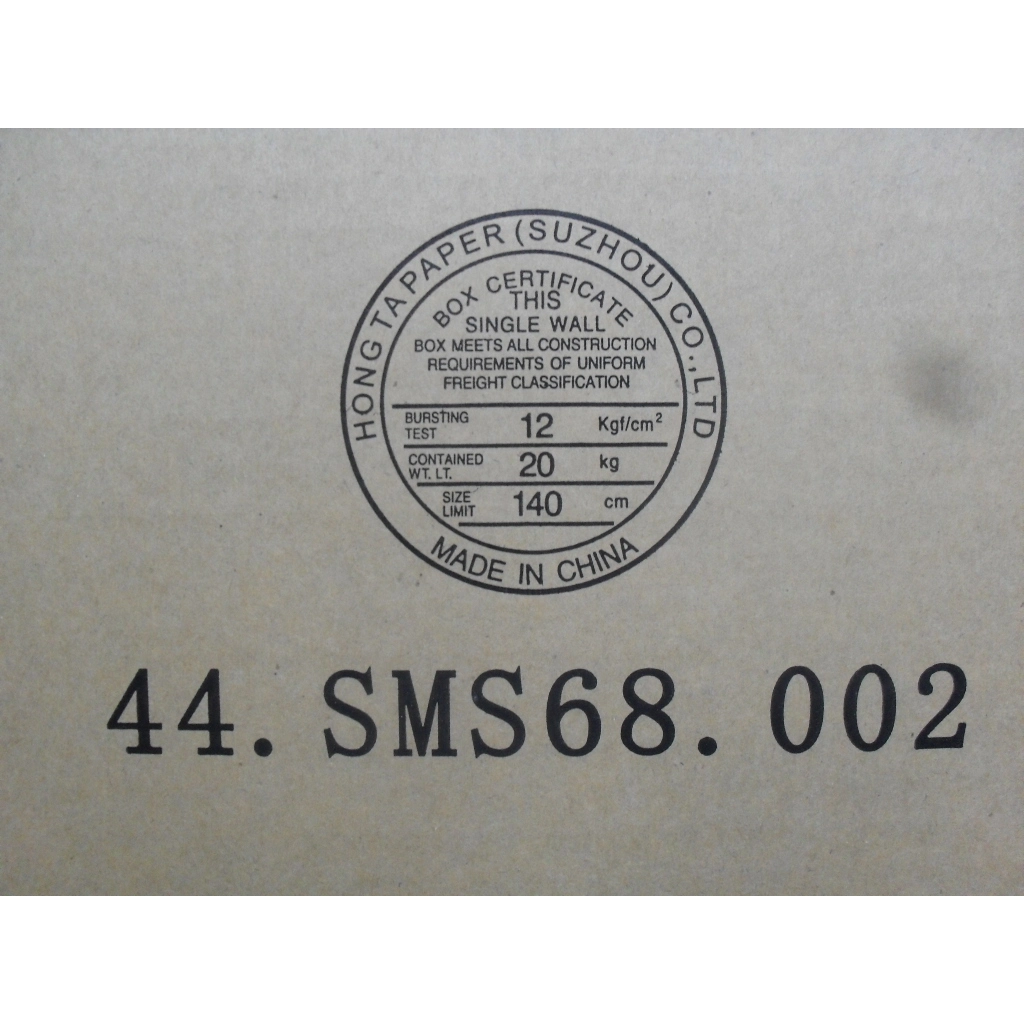 HONG TA PAPER (SUZHOU) CO.,LTD
BOX CERTIFICATE
THIS
SINGLE WALL
BOX MEETS ALL CONSTRUCTION
REQUIREMENTS OF UNIFORM
FREIGHT CLASSIFICATION
BURSTING TEST 12 Kgf/cm²
CONTAINED WT. LT. 20 kg
SIZE LIMIT 140 cm
MADE IN CHINA
44.SMS68.002